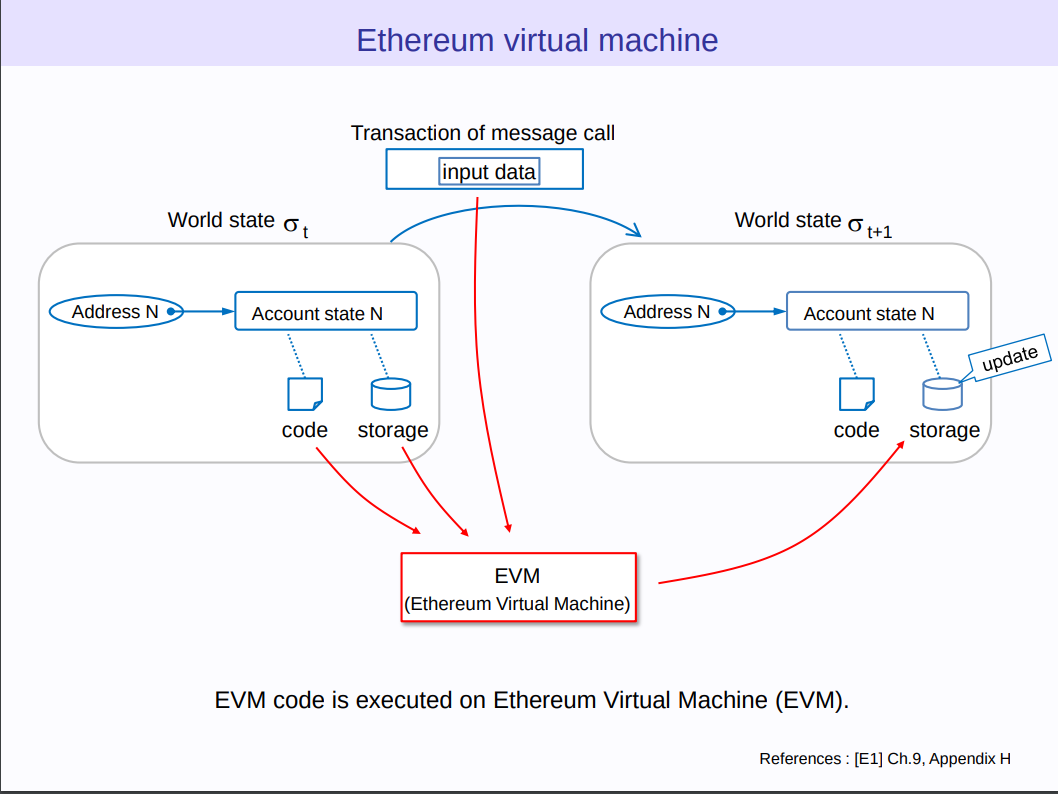 Ethereum virtual machine
Transaction of message call
input data
World state σ t
World state σ t+1
Address N
Account state N
code
storage
Address N
Account state N
update
code
storage
EVM
(Ethereum Virtual Machine)
EVM code is executed on Ethereum Virtual Machine (EVM).
References : [E1] Ch.9, Appendix H